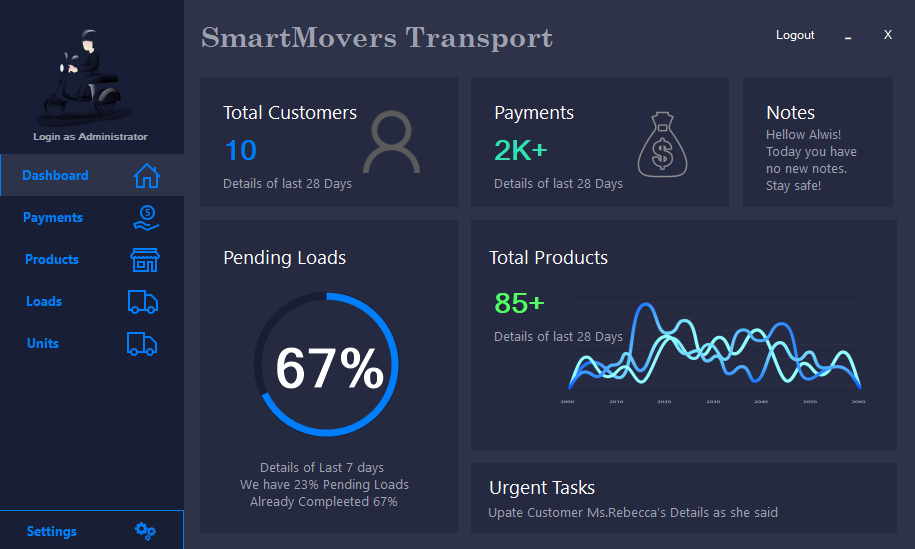 SmartMovers Transport
Logout
X
Login as Administrator
Dashboard
Payments
5
Products
Loads
Units
Settings
Total Customers
10
Details of last 28 Days
Payments
2K+
$
Details of last 28 Days
Notes
Hellow Alwis!
Today you have
no new notes.
Stay safe!
Pending Loads
67%
Details of Last 7 days
We have 23% Pending Loads
Already Compleeted 67%
Total Products
85+
Details of last 28 Days
2000 2010 2020 2030 2040 2050 2060
Urgent Tasks
Upate Customer Ms.Rebecca's Details as she said